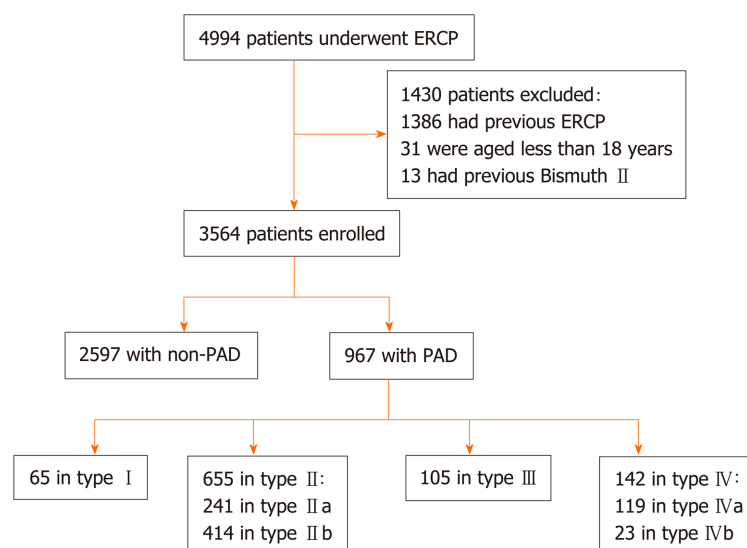 4994 patients underwent ERCP
1430 patients excluded:
1386 had previous ERCP
31 were aged less than 18 years
13 had previous Bismuth Ⅱ
3564 patients enrolled
2597 with non-PAD
967 with PAD
65 in type Ⅰ
655 in type Ⅱ:
241 in type Ⅱa
414 in type Ⅱb
105 in type Ⅲ
142 in type Ⅳ:
119 in type Ⅳa
23 in type Ⅳb